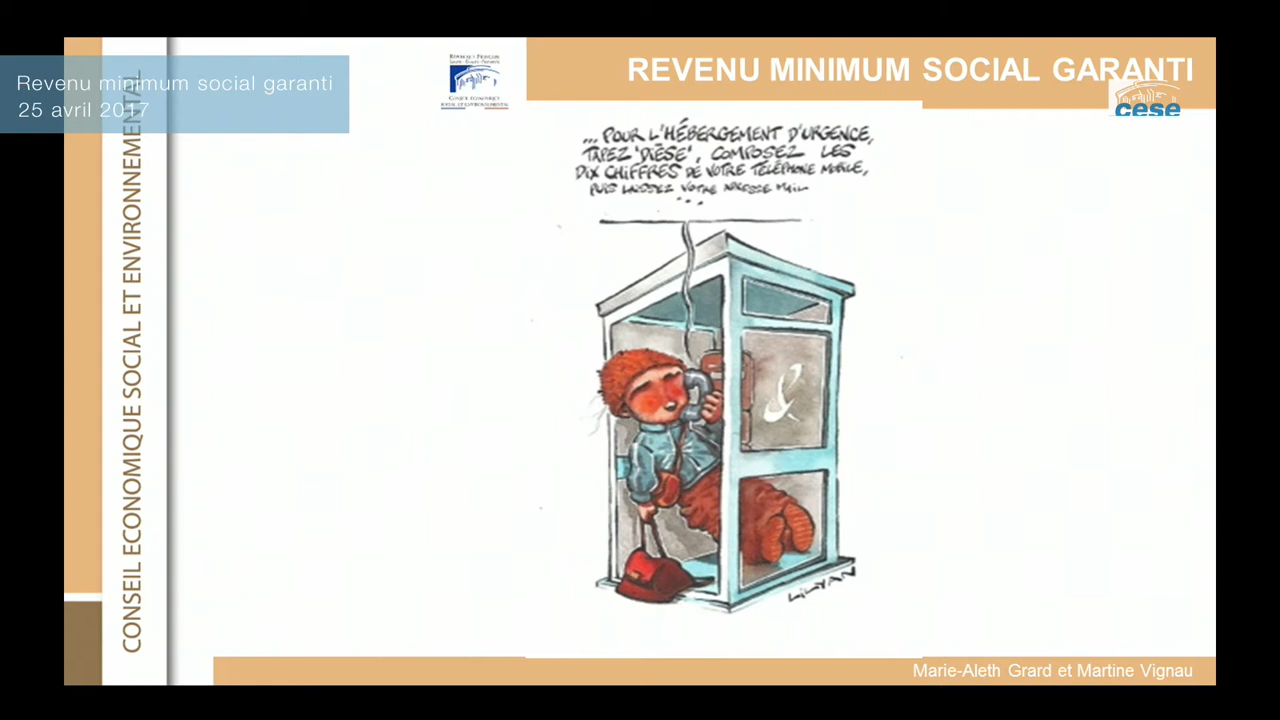 Revenu minimum social garanti
25 avril 2017
REVENU MINIMUM SOCIAL GARANTI
cese
CONSEIL ECONOMIQUE SOCIAL ET ENVIRONNEMENTAL
... POUR L'HÉBERGEMENT D'URGENCE,
TAPEZ 'DIÈSE', COMPOSEZ LES
DIX CHIFFRES DE VOTRE TÉLÉPHONE MOBILE,
PUIS LAISSEZ VOTRE ADRESSE MAIL
...
LILYAN
Marie-Aleth Grard et Martine Vignau